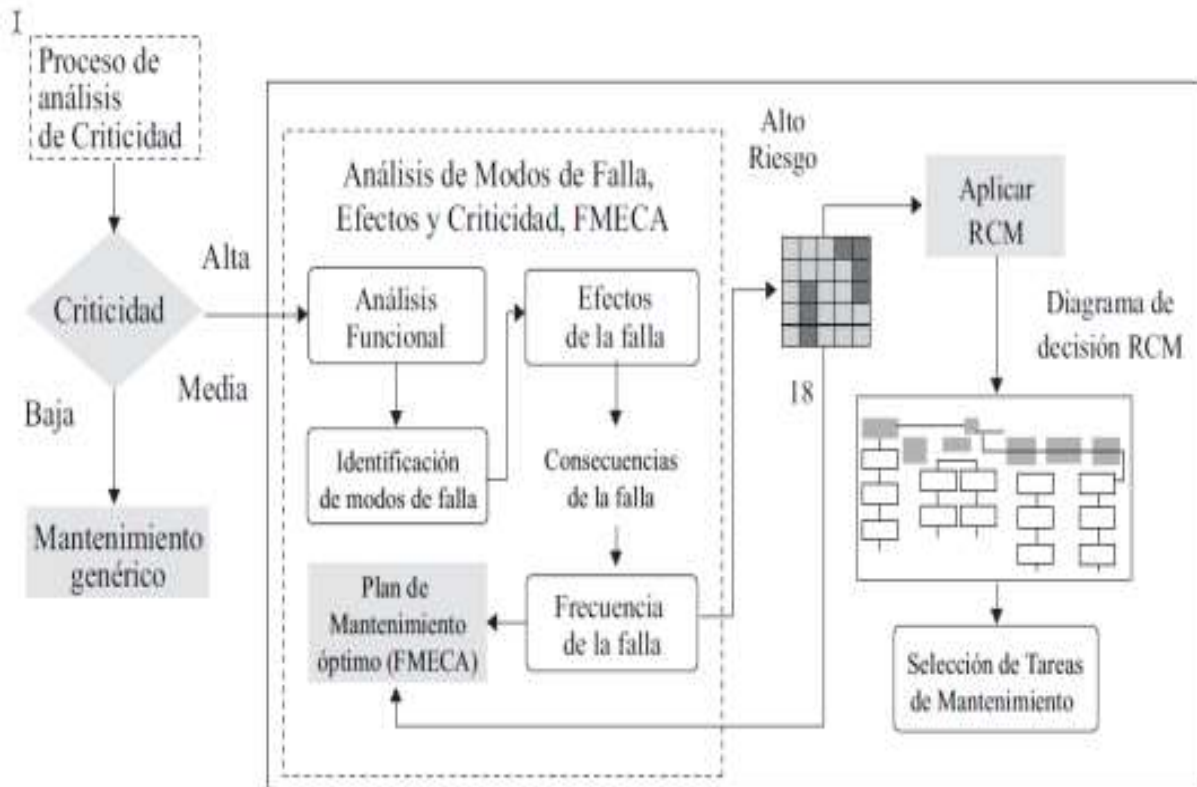 I
Proceso de
análisis
de Criticidad
Criticidad
Alta
Media
Baja
Mantenimiento
genérico
Análisis de Modos de Falla,
Efectos y Criticidad, FMECA
Análisis
Funcional
Identificación
de modos de falla
Efectos
de la falla
Consecuencias
de la falla
Frecuencia
de la falla
Plan de
Mantenimiento
óptimo (FMECA)
Alto
Riesgo
18
Aplicar
RCM
Diagrama de
decisión RCM
Selección de Tareas
de Mantenimiento